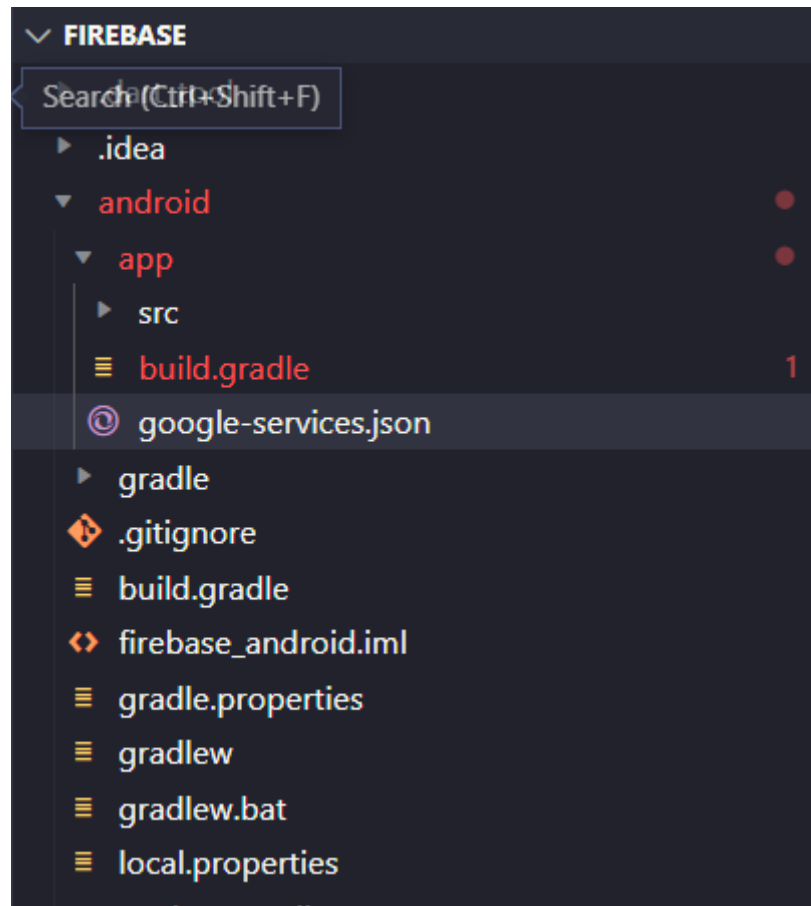 FIREBASE
Search (Ctrl+Shift+F)
.idea
android
app
src
build.gradle
1
google-services.json
gradle
.gitignore
build.gradle
firebase_android.iml
gradle.properties
gradlew
gradlew.bat
local.properties